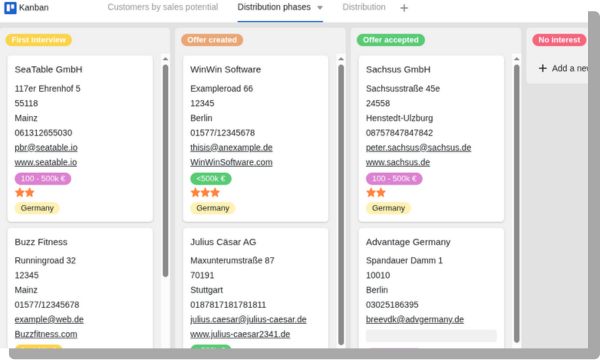 Kanban
Customers by sales potential
Distribution phases
Distribution
First interview
SeaTable GmbH
117er Ehrenhof 5
55118
Mainz
061312655030
pbr@seatable.io
www.seatable.io
100 - 500k €
Germany
Buzz Fitness
Runningroad 32
12345
Mainz
01577/12345678
example@web.de
Buzzfitness.com
Offer created
WinWin Software
Exampleroad 66
12345
Berlin
01577/12345678
thisis@anexample.de
WinWinSoftware.com
<500k €
Germany
Julius Cäsar AG
Maxunterumstraße 87
70191
Stuttgart
0187817181781811
julius.caesar@julius-caesar.de
www.julius-caesar2341.de
Offer accepted
Sachsus GmbH
Sachsusstraße 45e
24558
Henstedt-Ulzburg
08757847847842
peter.sachsus@sachsus.de
www.sachsus.de
100 - 500k €
Germany
Advantage Germany
Spandauer Damm 1
10010
Berlin
03025186395
breevdk@advgermany.de
No interest
+ Add a new